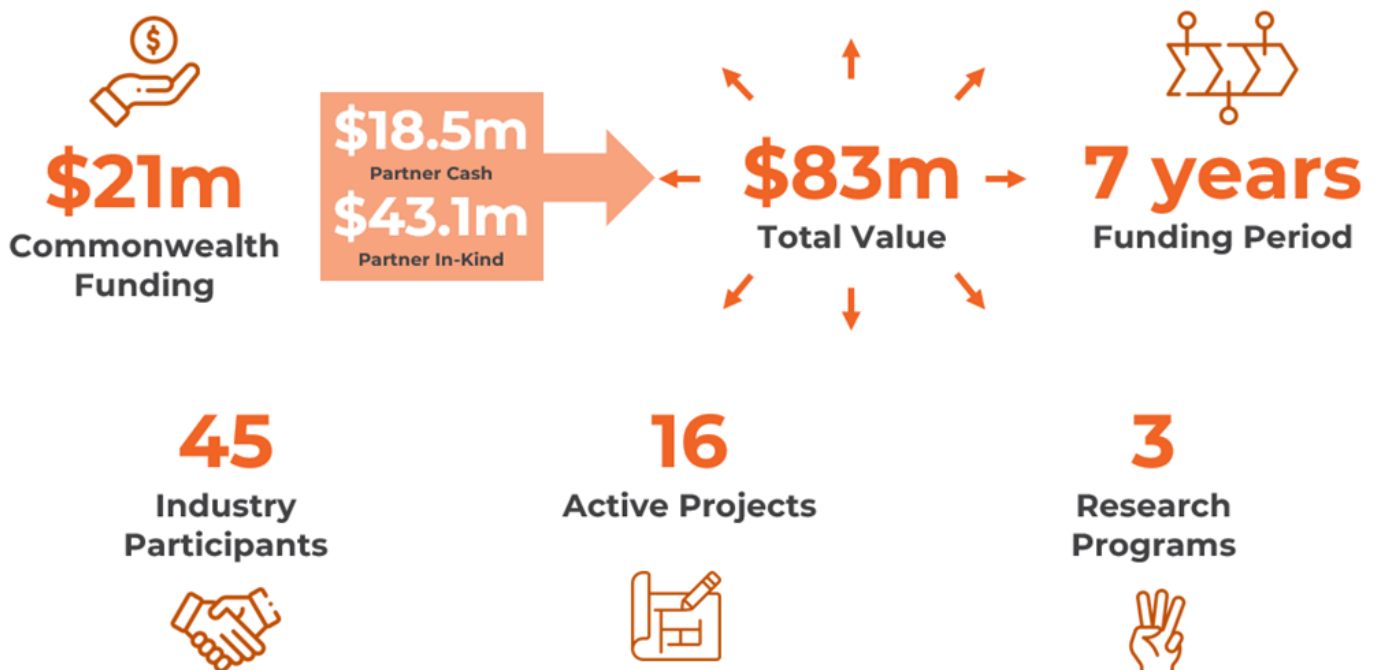 $21m
Commonwealth
Funding
$18.5m
Partner Cash
$43.1m
Partner In-Kind
$83m
Total Value
7 years
Funding Period
45
Industry
Participants
16
Active Projects
3
Research
Programs